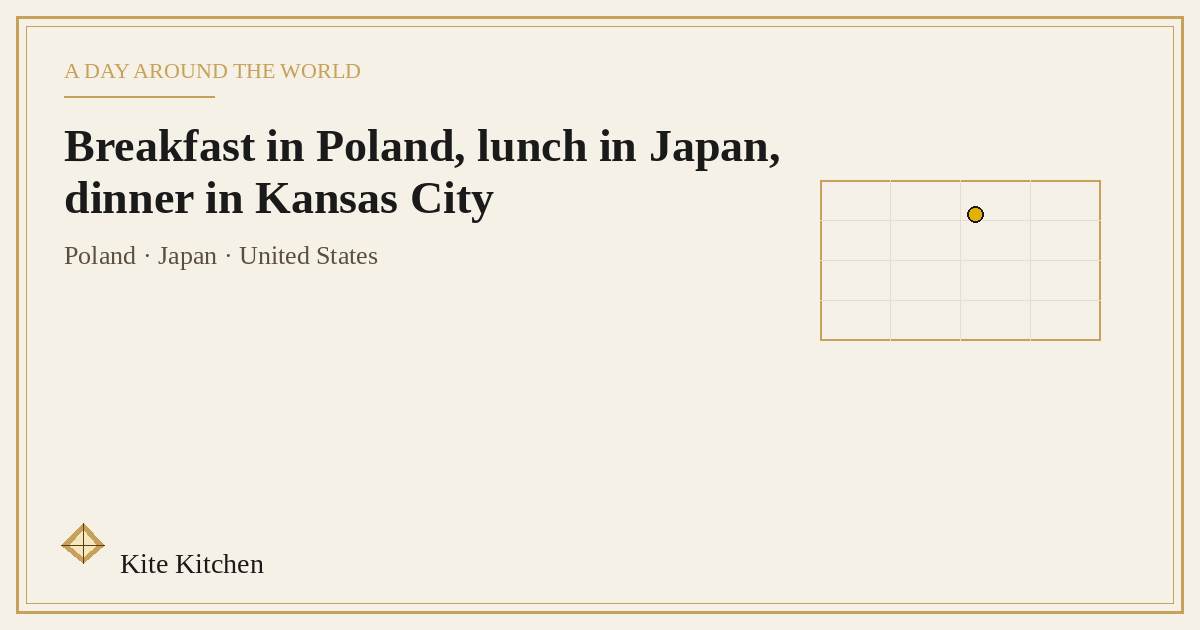 A DAY AROUND THE WORLD
Breakfast in Poland, lunch in Japan,
dinner in Kansas City
Poland · Japan · United States
Kite Kitchen